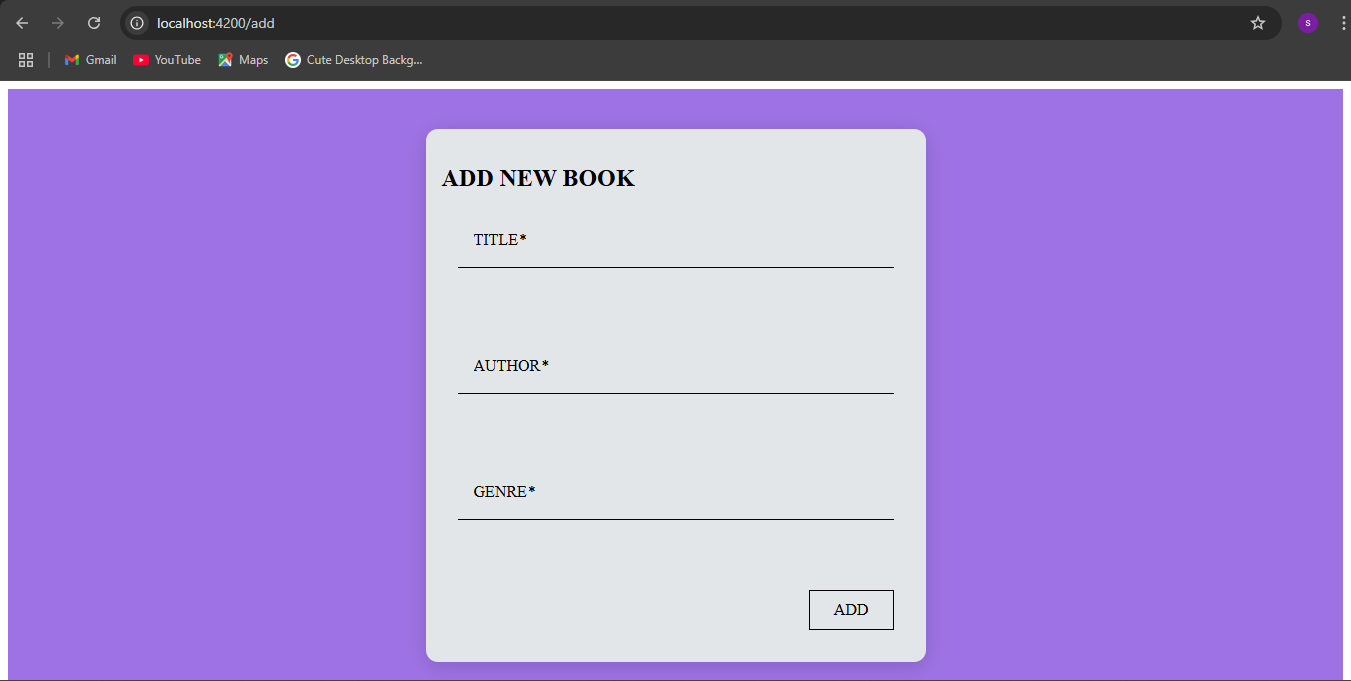 localhost:4200/add
S
Gmail YouTube Maps Cute Desktop Backg...
ADD NEW BOOK
TITLE*
AUTHOR*
GENRE*
ADD